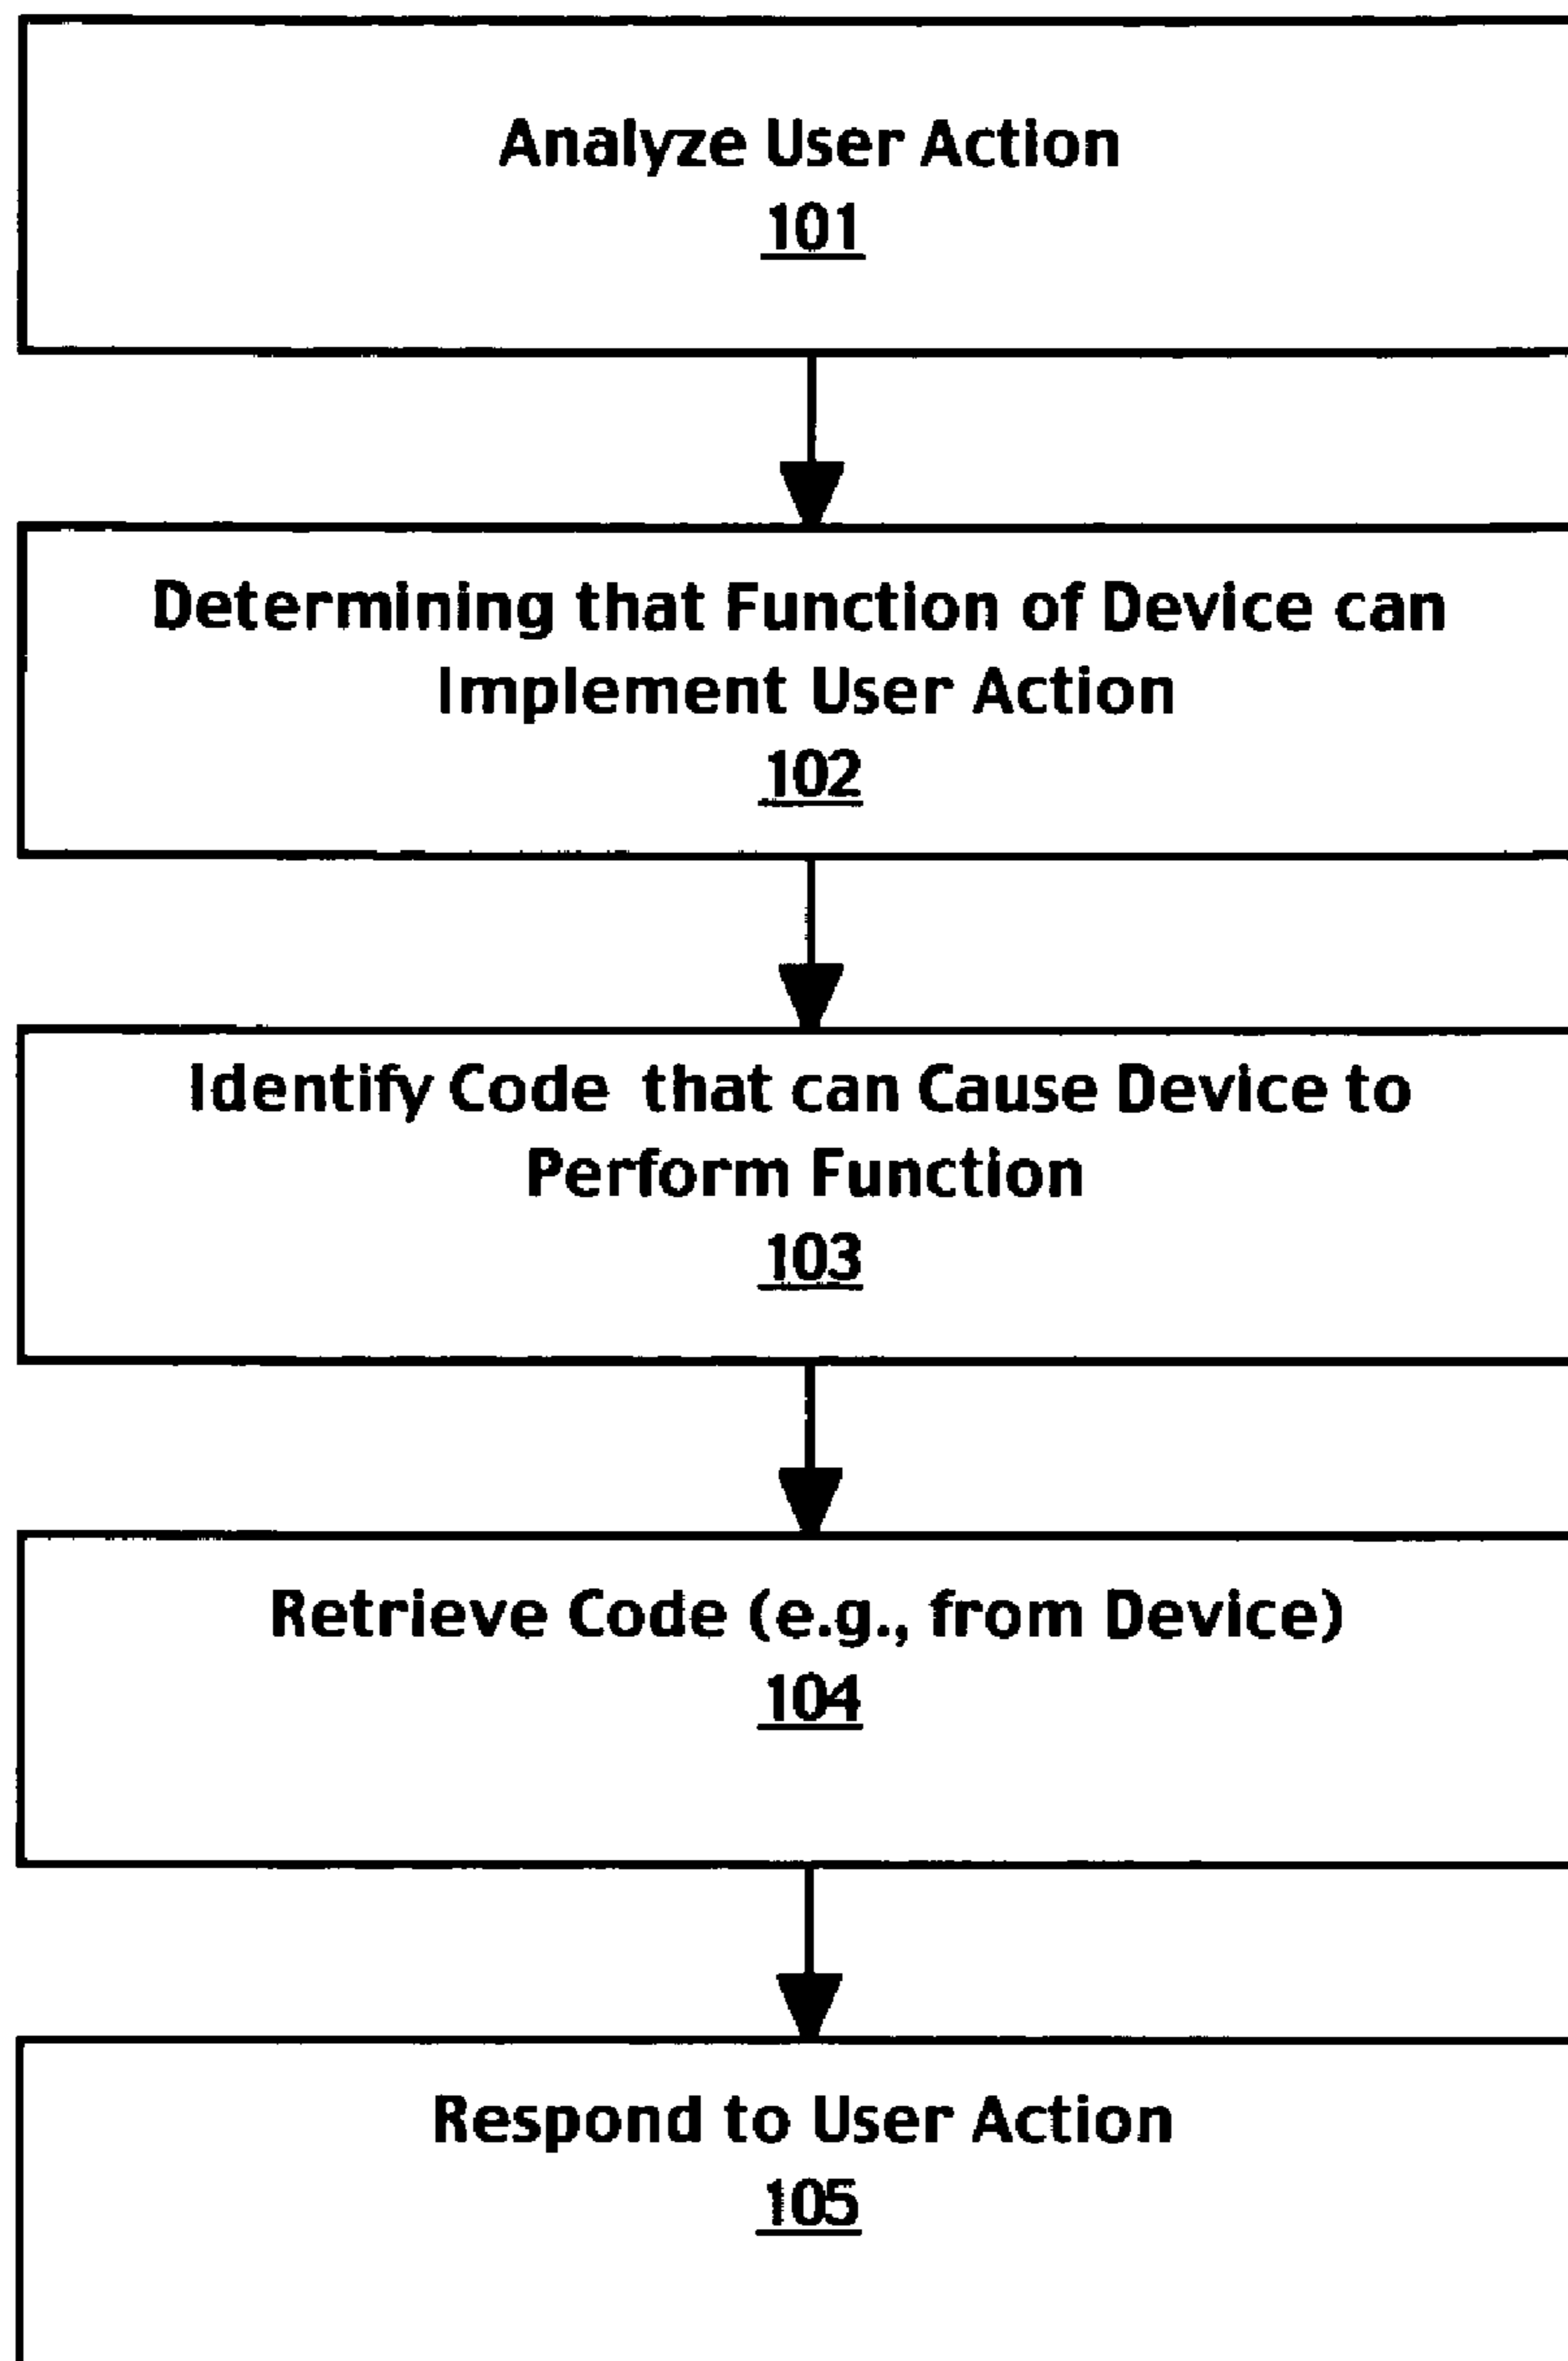 Analyze User Action
101
Determining that Function of Device can
Implement User Action
102
Identify Code that can Cause Device to
Perform Function
103
Retrieve Code (e.g., from Device)
104
Respond to User Action
105